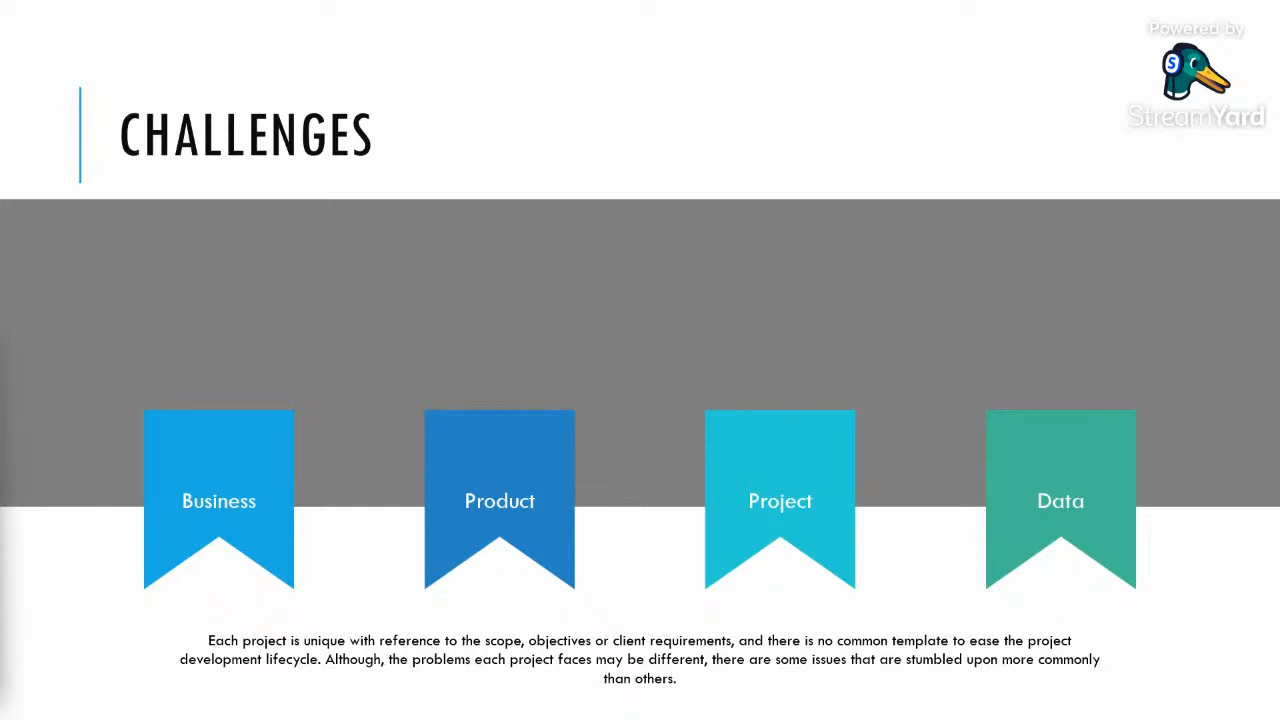 Powered by
S
StreamYard
CHALLENGES
Business
Product
Project
Data
Each project is unique with reference to the scope, objectives or client requirements, and there is no common template to ease the project
development lifecycle. Although, the problems each project faces may be different, there are some issues that are stumbled upon more commonly
than others.